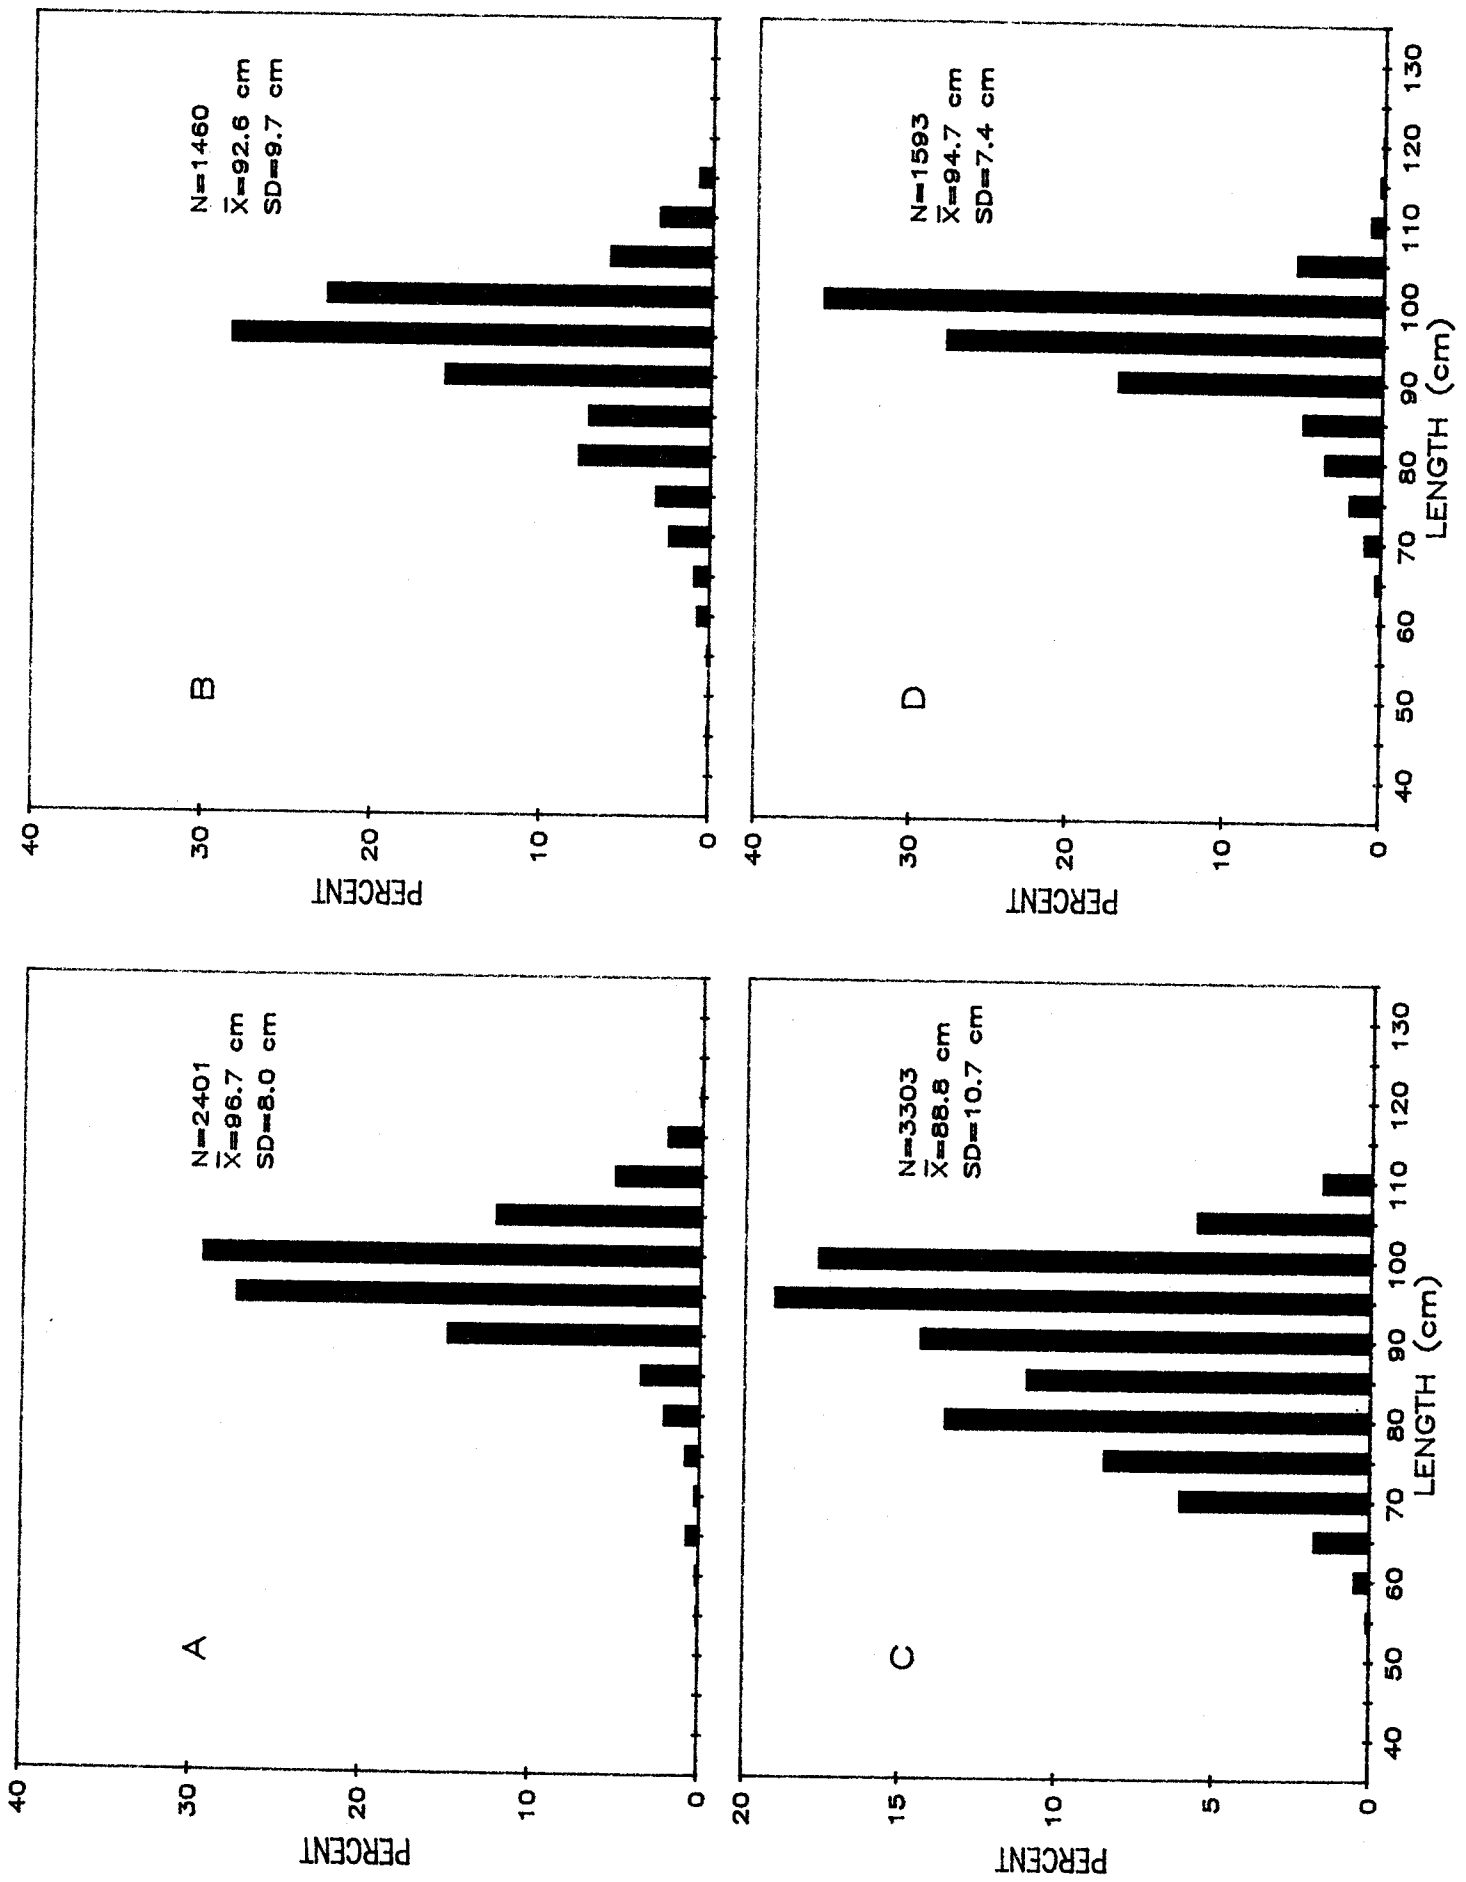 40
30
20
10
0
PERCENT
A
N=2401
X̅=96.7 cm
SD=8.0 cm
40
30
20
10
0
PERCENT
B
N=1460
X̅=92.6 cm
SD=9.7 cm
20
15
10
5
0
PERCENT
C
N=3303
X̅=88.8 cm
SD=10.7 cm
40 50 60 70 80 90 100 110 120 130
LENGTH (cm)
40
30
20
10
0
PERCENT
D
N=1593
X̅=94.7 cm
SD=7.4 cm
40 50 60 70 80 90 100 110 120 130
LENGTH (cm)